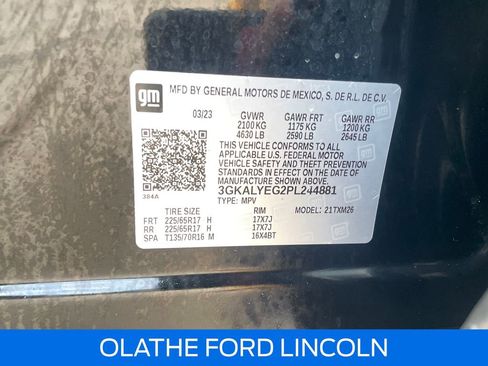 gm
MFD BY GENERAL MOTORS DE MEXICO, S. DE R.L. DE C.V.
03/23 GVWR GAWR FRT GAWR RR
2100 KG 1175 KG 1200 KG
4630 LB 2590 LB 2645 LB
THIS VEHICLE CONFORMS TO ALL
APPLICABLE U.S. FEDERAL MOTOR
VEHICLE SAFETY AND THEFT
PREVENTION STANDARDS IN EFFECT
ON THE DATE OF MANUFACTURE
SHOWN ABOVE.
3GKALYEG2PL244881
384A TYPE: MPV MODEL: 21TXM26
TIRE SIZE RIM
FRT 225/65R17 H 17X7J
RR 225/65R17 H 17X7J
SPA T135/70R16 M 16X4BT
OLATHE FORD LINCOLN